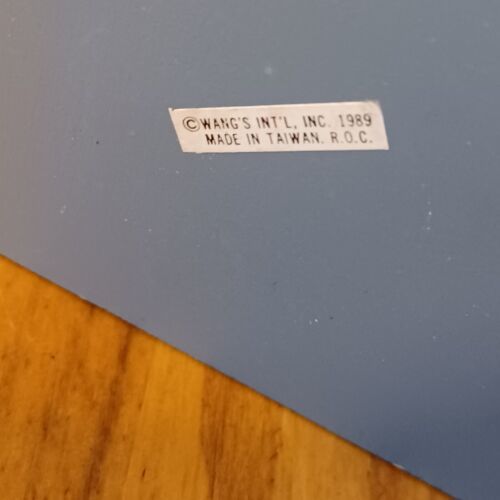 ©WANG'S INT'L, INC. 1989
MADE IN TAIWAN. R.O.C.